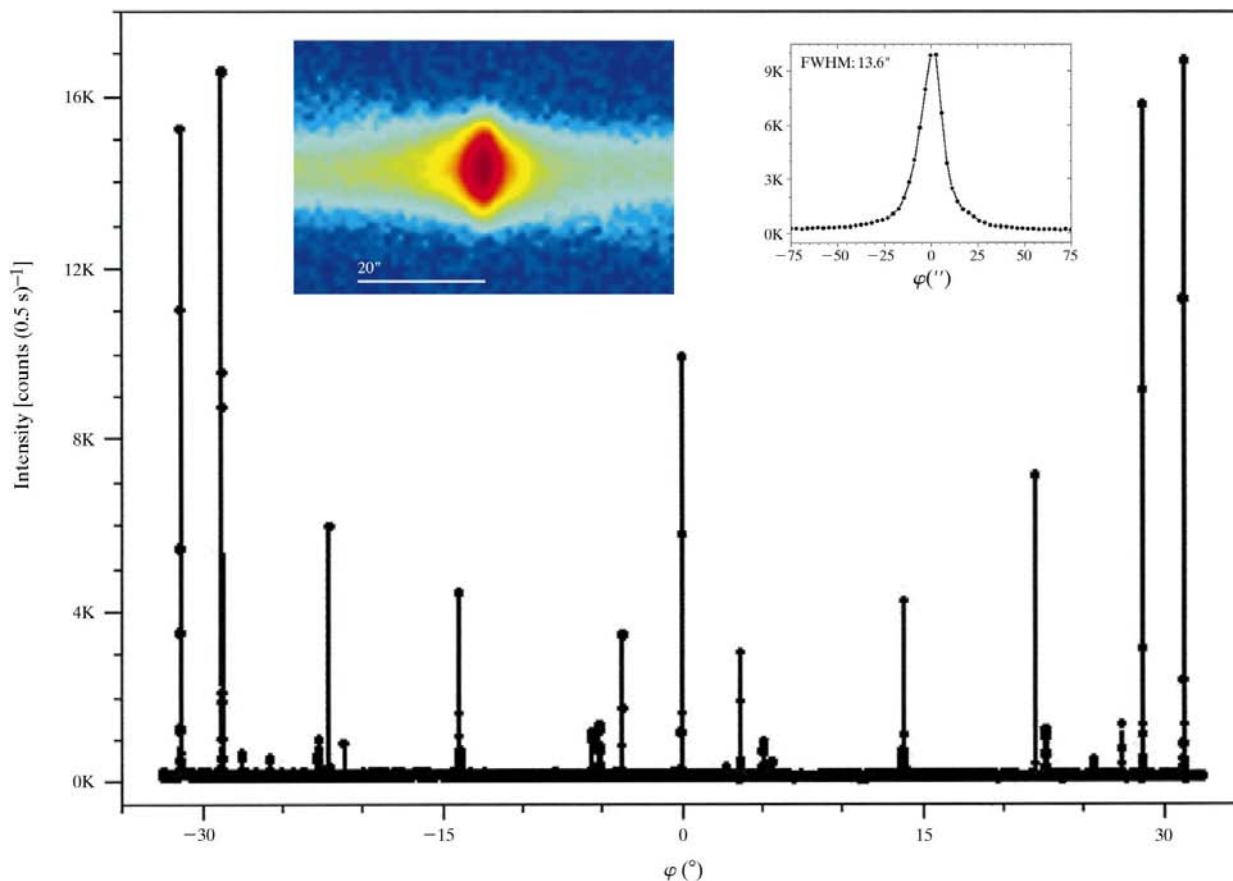 16K
12K
8K
4K
0K
Intensity [counts (0.5 s)⁻¹]
−30
−15
0
15
30
φ (°)
20"
FWHM: 13.6"
9K
6K
3K
0K
−75
−50
−25
0
25
50
75
φ('')